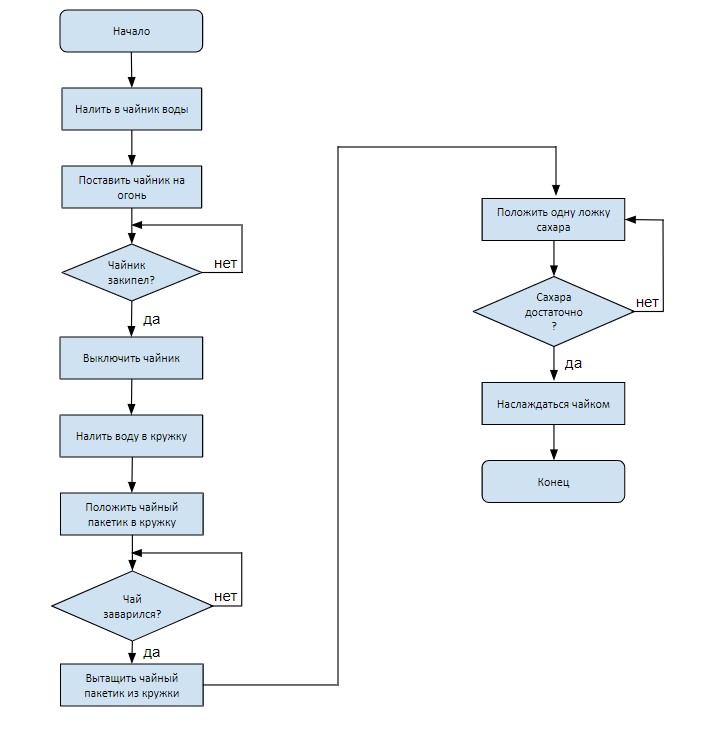 Начало
Налить в чайник воды
Поставить чайник на
огонь
Чайник
закипел?
нет
да
Выключить чайник
Налить воду в кружку
Положить чайный
пакетик в кружку
Чай
заварился?
нет
да
Вытащить чайный
пакетик из кружки
Положить одну ложку
сахара
Сахара
достаточно
?
нет
да
Наслаждаться чайком
Конец